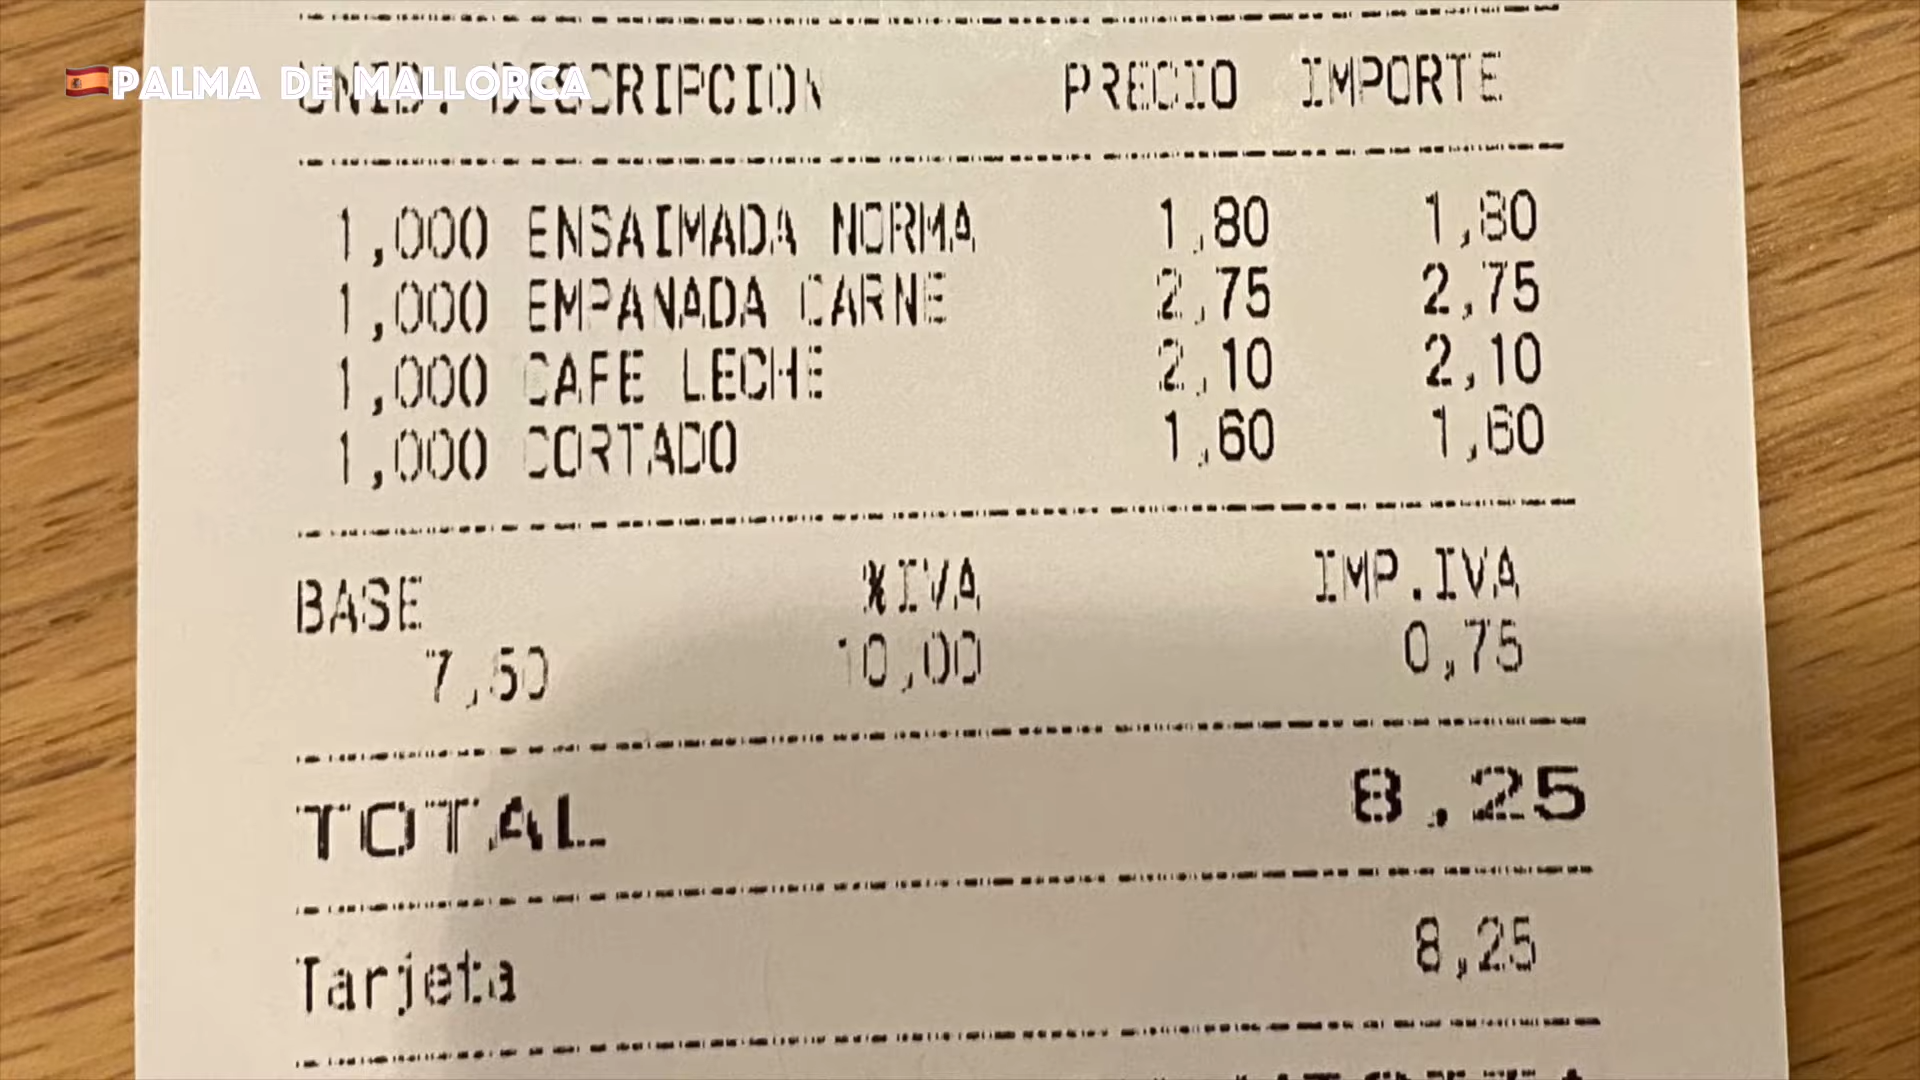 🇪🇸PALMA DE MALLORCA
UNID. DESCRIPCION PRECIO IMPORTE
1,000 ENSAIMADA NORMA 1,80 1,80
1,000 EMPANADA CARNE 2,75 2,75
1,000 CAFE LECHE 2,10 2,10
1,000 CORTADO 1,60 1,60
BASE %IVA IMP.IVA
7,50 10,00 0,75
TOTAL 8,25
Tarjeta 8,25